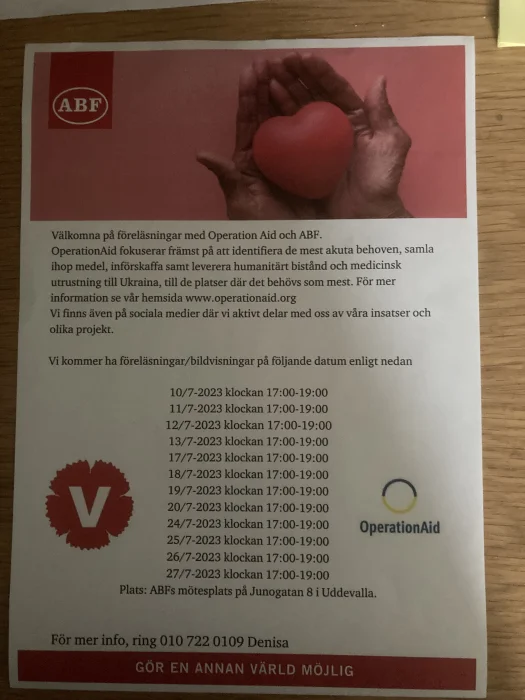 ABF
Välkomna på föreläsningar med Operation Aid och ABF.
OperationAid fokuserar främst på att identifiera de mest akuta behoven, samla
ihop medel, införskaffa samt leverera humanitärt bistånd och medicinsk
utrustning till Ukraina, till de platser där det behövs som mest. För mer
information se vår hemsida www.operationaid.org
Vi finns även på sociala medier där vi aktivt delar med oss av våra insatser och
olika projekt.
Vi kommer ha föreläsningar/bildvisningar på följande datum enligt nedan
10/7-2023 klockan 17:00-19:00
11/7-2023 klockan 17:00-19:00
12/7-2023 klockan 17:00-19:00
13/7-2023 klockan 17:00-19:00
17/7-2023 klockan 17:00-19:00
18/7-2023 klockan 17:00-19:00
19/7-2023 klockan 17:00-19:00
20/7-2023 klockan 17:00-19:00
24/7-2023 klockan 17:00-19:00
25/7-2023 klockan 17:00-19:00
26/7-2023 klockan 17:00-19:00
27/7-2023 klockan 17:00-19:00
V
OperationAid
Plats: ABFs mötesplats på Junogatan 8 i Uddevalla.
För mer info, ring 010 722 0109 Denisa
GÖR EN ANNAN VÄRLD MÖJLIG